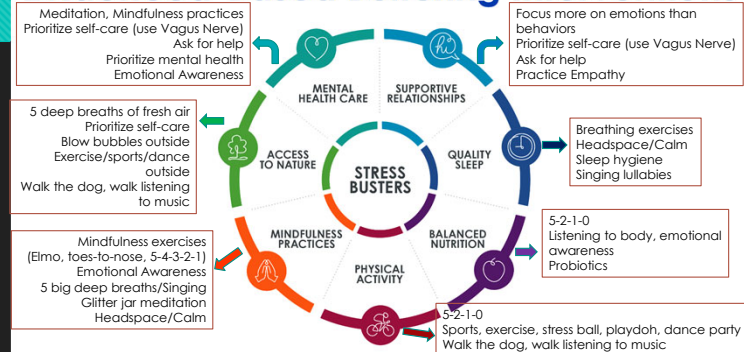 Meditation, Mindfulness practices
Prioritize self-care (use Vagus Nerve)
Ask for help
Prioritize mental health
Emotional Awareness
Focus more on emotions than
behaviors
Prioritize self-care (use Vagus Nerve)
Ask for help
Practice Empathy
hi
MENTAL
HEALTH CARE
SUPPORTIVE
RELATIONSHIPS
5 deep breaths of fresh air
Prioritize self-care
Blow bubbles outside
Exercise/sports/dance
outside
Walk the dog, walk listening
to music
ACCESS
TO NATURE
STRESS
BUSTERS
QUALITY
SLEEP
Breathing exercises
Headspace/Calm
Sleep hygiene
Singing lullabies
Mindfulness exercises
(Elmo, toes-to-nose, 5-4-3-2-1)
Emotional Awareness
5 big deep breaths/Singing
Glitter jar meditation
Headspace/Calm
MINDFULNESS
PRACTICES
PHYSICAL
ACTIVITY
BALANCED
NUTRITION
5-2-1-0
Listening to body, emotional
awareness
Probiotics
5-2-1-0
Sports, exercise, stress ball, playdoh, dance party
Walk the dog, walk listening to music